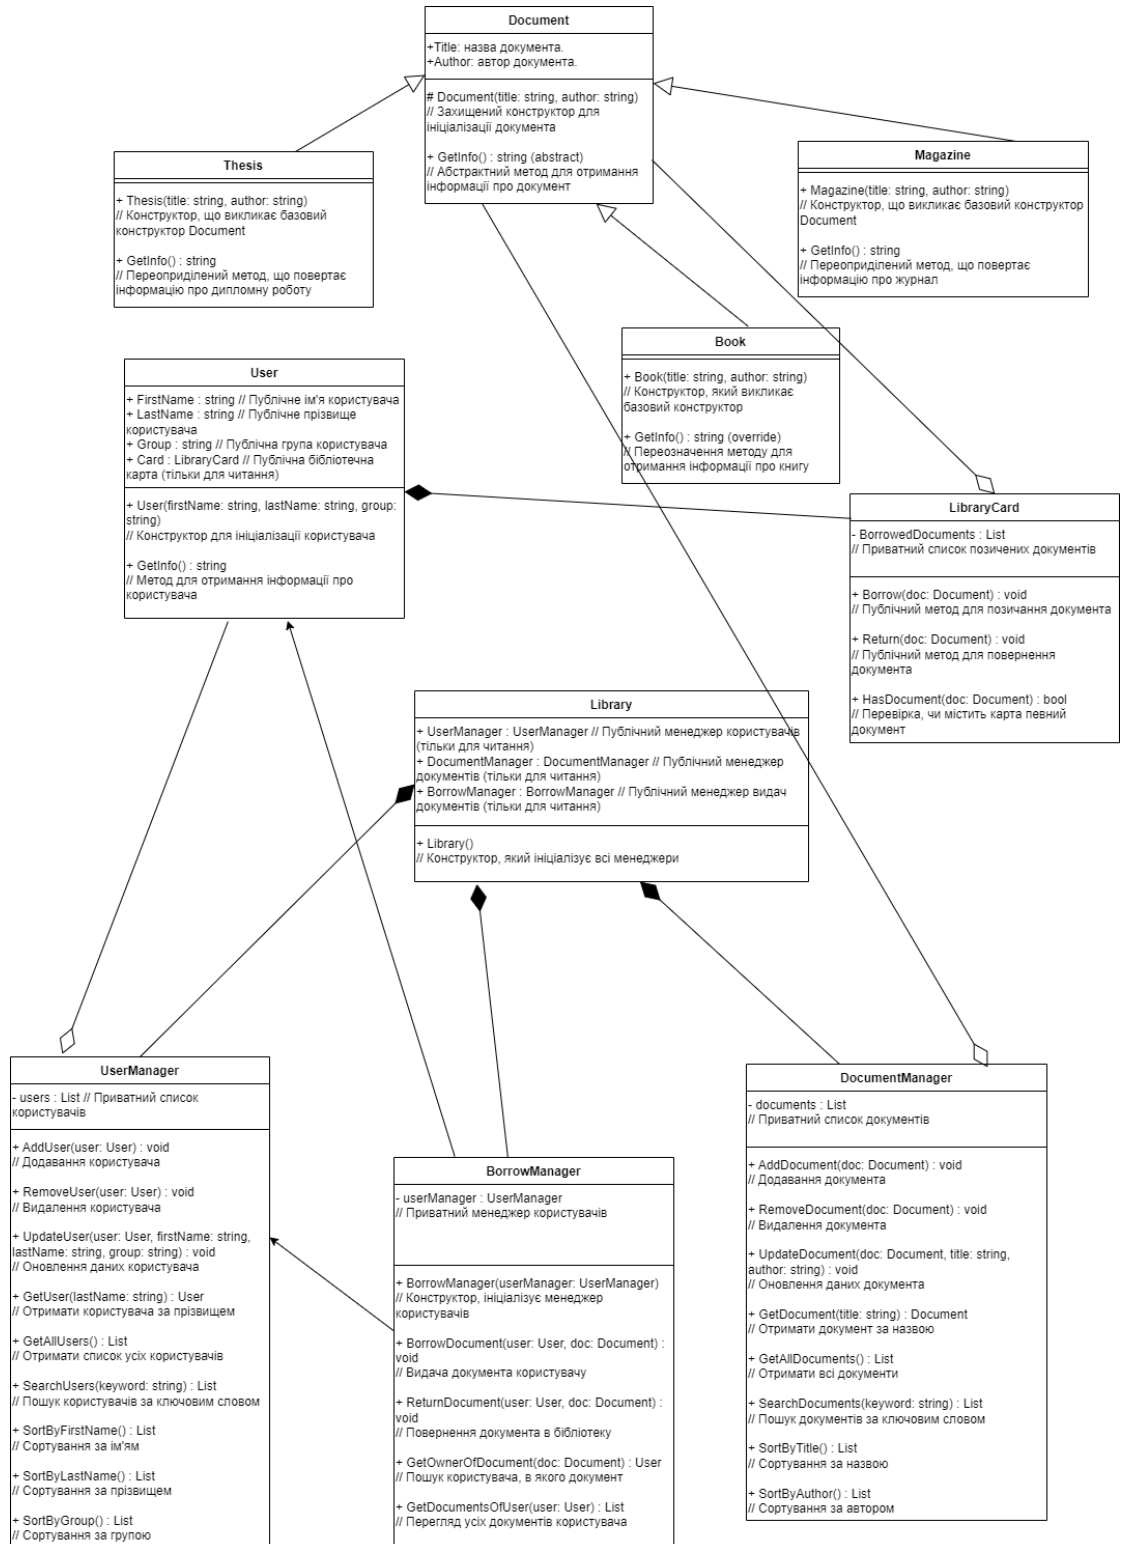 Document
+Title: назва документа.
+Author: автор документа.
# Document(title: string, author: string)
// Захищений конструктор для
ініціалізації документа
+ GetInfo() : string (abstract)
// Абстрактний метод для отримання
інформації про документ
Thesis
+ Thesis(title: string, author: string)
// Конструктор, що викликає базовий
конструктор Document
+ GetInfo() : string
// Переоприділений метод, що повертає
інформацію про дипломну роботу
Magazine
+ Magazine(title: string, author: string)
// Конструктор, що викликає базовий конструктор
Document
+ GetInfo() : string
// Переоприділений метод, що повертає
інформацію про журнал
Book
+ Book(title: string, author: string)
// Конструктор, який викликає
базовий конструктор
+ GetInfo() : string (override)
// Переозначення методу для
отримання інформації про книгу
User
+ FirstName : string // Публічне ім'я користувача
+ LastName : string // Публічне прізвище
користувача
+ Group : string // Публічна група користувача
+ Card : LibraryCard // Публічна бібліотечна
карта (тільки для читання)
+ User(firstName: string, lastName: string, group:
string)
// Конструктор для ініціалізації користувача
+ GetInfo() : string
// Метод для отримання інформації про
користувача
LibraryCard
- BorrowedDocuments : List
// Приватний список позичених документів
+ Borrow(doc: Document) : void
// Публічний метод для позичання документа
+ Return(doc: Document) : void
// Публічний метод для повернення
документа
+ HasDocument(doc: Document) : bool
// Перевірка, чи містить карта певний
документ
Library
+ UserManager : UserManager // Публічний менеджер користувачів
(тільки для читання)
+ DocumentManager : DocumentManager // Публічний менеджер
документів (тільки для читання)
+ BorrowManager : BorrowManager // Публічний менеджер видач
документів (тільки для читання)
+ Library()
// Конструктор, який ініціалізує всі менеджери
UserManager
- users : List // Приватний список
користувачів
+ AddUser(user: User) : void
// Додавання користувача
+ RemoveUser(user: User) : void
// Видалення користувача
+ UpdateUser(user: User, firstName: string,
lastName: string, group: string) : void
// Оновлення даних користувача
+ GetUser(lastName: string) : User
// Отримати користувача за прізвищем
+ GetAllUsers() : List
// Отримати список усіх користувачів
+ SearchUsers(keyword: string) : List
// Пошук користувачів за ключовим словом
+ SortByFirstName() : List
// Сортування за ім'ям
+ SortByLastName() : List
// Сортування за прізвищем
+ SortByGroup() : List
// Сортування за групою
BorrowManager
- userManager : UserManager
// Приватний менеджер користувачів
+ BorrowManager(userManager: UserManager)
// Конструктор, ініціалізує менеджер
користувачів
+ BorrowDocument(user: User, doc: Document) :
void
// Видача документа користувачу
+ ReturnDocument(user: User, doc: Document) :
void
// Повернення документа в бібліотеку
+ GetOwnerOfDocument(doc: Document) : User
// Пошук користувача, в якого документ
+ GetDocumentsOfUser(user: User) : List
// Перегляд усіх документів користувача
DocumentManager
- documents : List
// Приватний список документів
+ AddDocument(doc: Document) : void
// Додавання документа
+ RemoveDocument(doc: Document) : void
// Видалення документа
+ UpdateDocument(doc: Document, title: string,
author: string) : void
// Оновлення даних документа
+ GetDocument(title: string) : Document
// Отримати документ за назвою
+ GetAllDocuments() : List
// Отримати всі документи
+ SearchDocuments(keyword: string) : List
// Пошук документів за ключовим словом
+ SortByTitle() : List
// Сортування за назвою
+ SortByAuthor() : List
// Сортування за автором